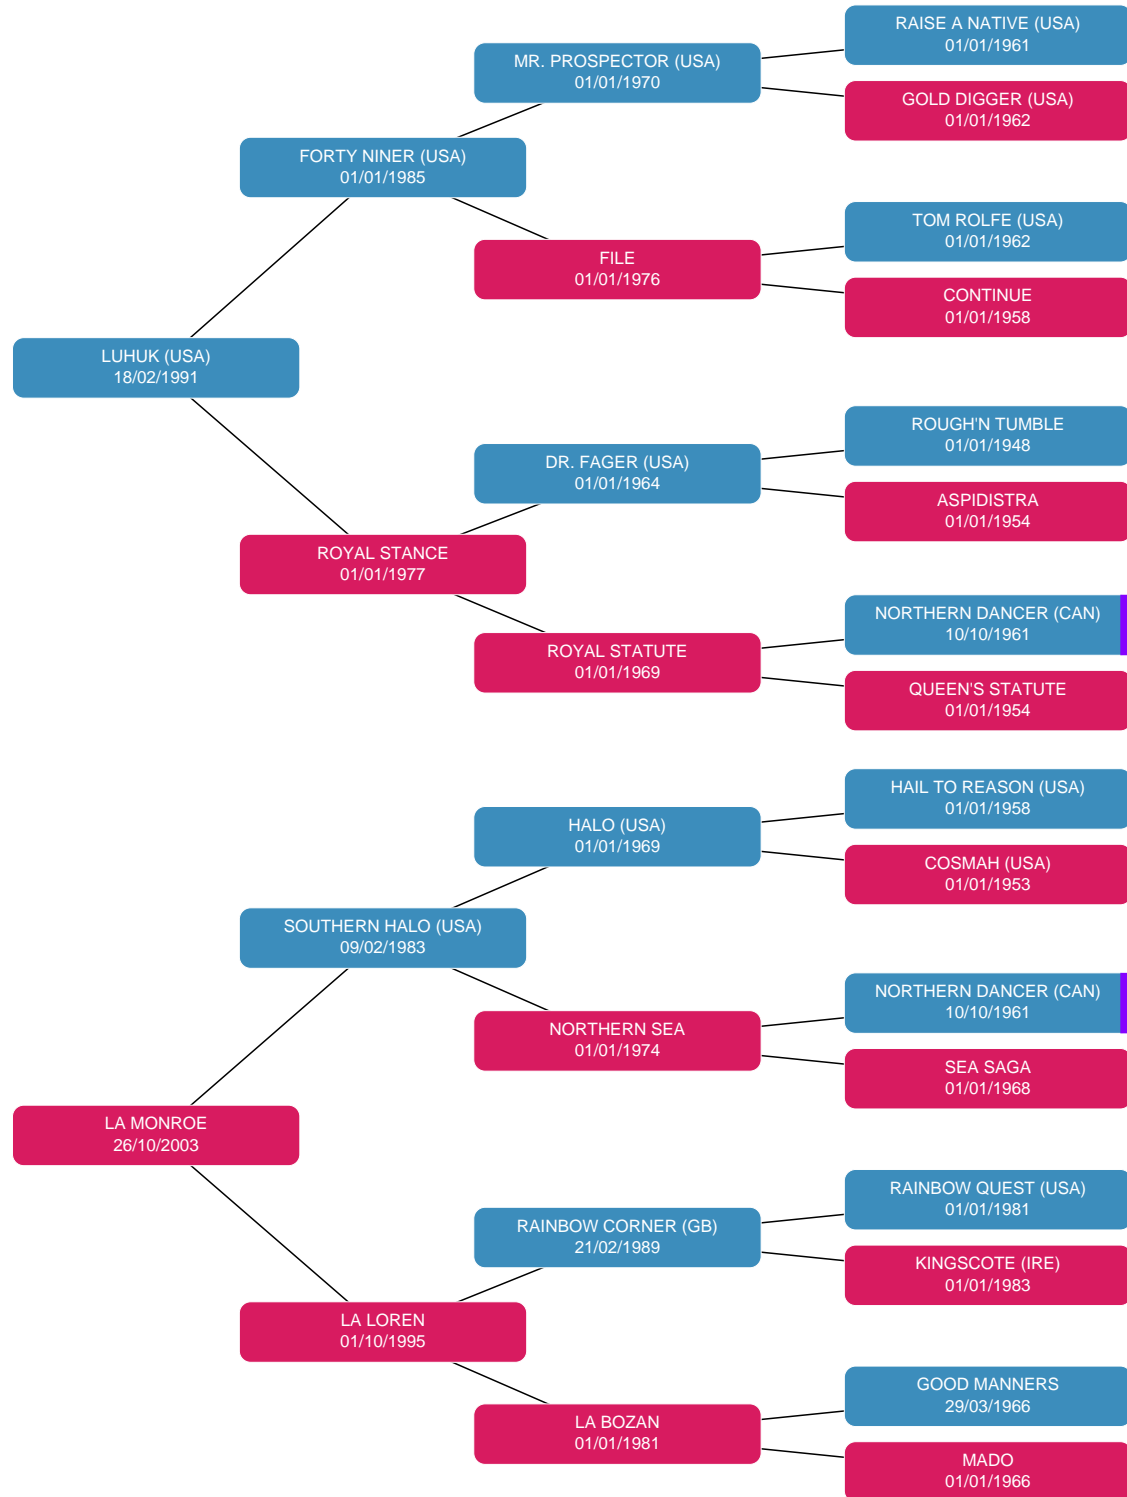 RAISE A NATIVE (USA)
01/01/1961
MR. PROSPECTOR (USA)
01/01/1970
GOLD DIGGER (USA)
01/01/1962
FORTY NINER (USA)
01/01/1985
TOM ROLFE (USA)
01/01/1962
FILE
01/01/1976
CONTINUE
01/01/1958
LUHUK (USA)
18/02/1991
ROUGH'N TUMBLE
01/01/1948
DR. FAGER (USA)
01/01/1964
ASPIDISTRA
01/01/1954
ROYAL STANCE
01/01/1977
NORTHERN DANCER (CAN)
10/10/1961
ROYAL STATUTE
01/01/1969
QUEEN'S STATUTE
01/01/1954
HAIL TO REASON (USA)
01/01/1958
HALO (USA)
01/01/1969
COSMAH (USA)
01/01/1953
SOUTHERN HALO (USA)
09/02/1983
NORTHERN DANCER (CAN)
10/10/1961
NORTHERN SEA
01/01/1974
SEA SAGA
01/01/1968
LA MONROE
26/10/2003
RAINBOW QUEST (USA)
01/01/1981
RAINBOW CORNER (GB)
21/02/1989
KINGSCOTE (IRE)
01/01/1983
LA LOREN
01/10/1995
GOOD MANNERS
29/03/1966
LA BOZAN
01/01/1981
MADO
01/01/1966